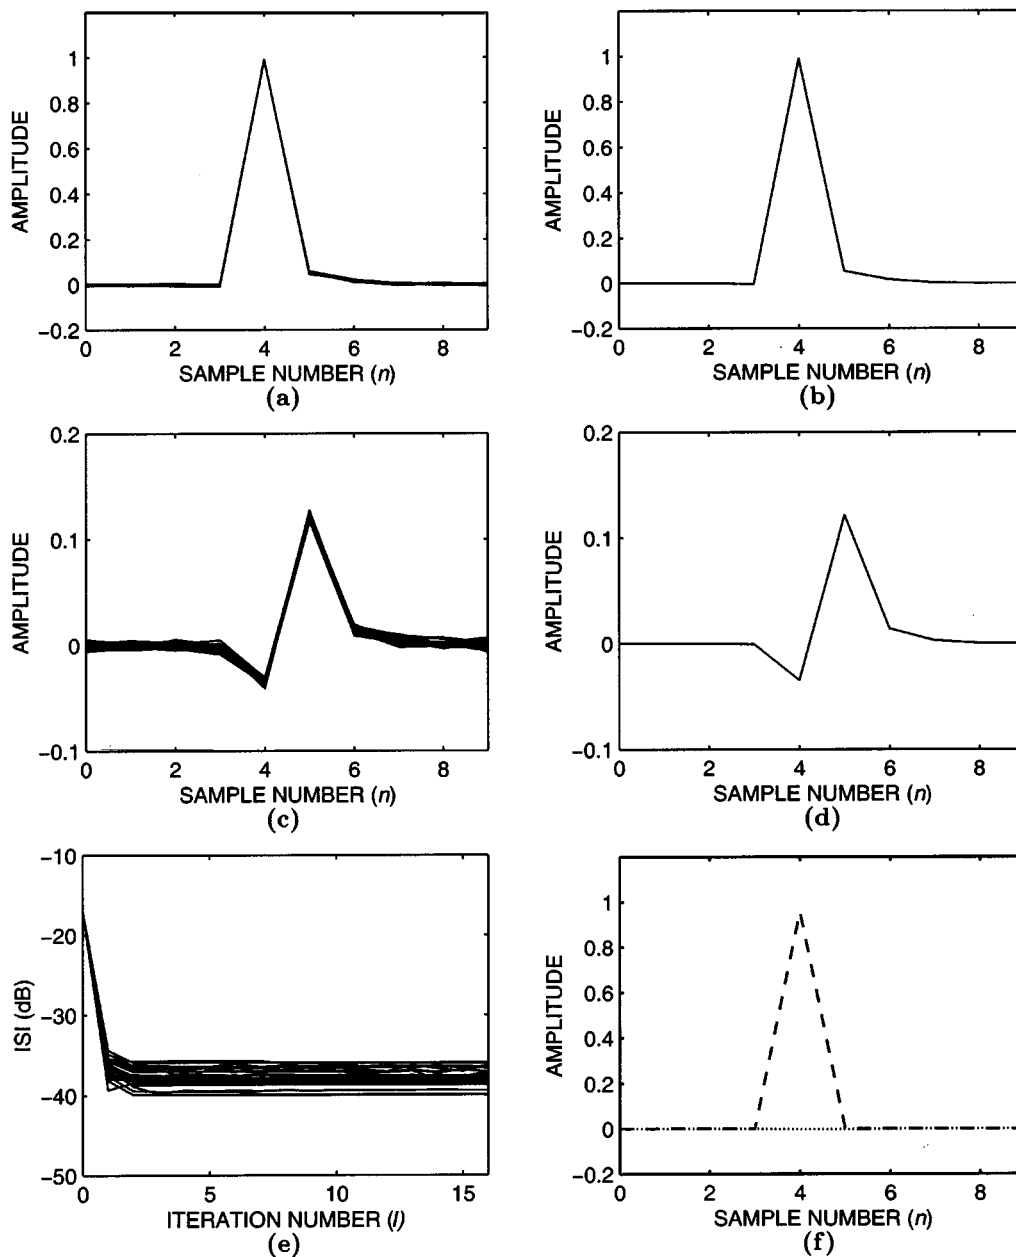 1
0.8
0.6
0.4
0.2
0
−0.2
AMPLITUDE
0 2 4 6 8
SAMPLE NUMBER (n)
(a)
1
0.8
0.6
0.4
0.2
0
−0.2
AMPLITUDE
0 2 4 6 8
SAMPLE NUMBER (n)
(b)
0.2
0.1
0
−0.1
AMPLITUDE
0 2 4 6 8
SAMPLE NUMBER (n)
(c)
0.2
0.1
0
−0.1
AMPLITUDE
0 2 4 6 8
SAMPLE NUMBER (n)
(d)
−10
−20
−30
−40
−50
ISI (dB)
0 5 10 15
ITERATION NUMBER (I)
(e)
1
0.8
0.6
0.4
0.2
0
−0.2
AMPLITUDE
0 2 4 6 8
SAMPLE NUMBER (n)
(f)